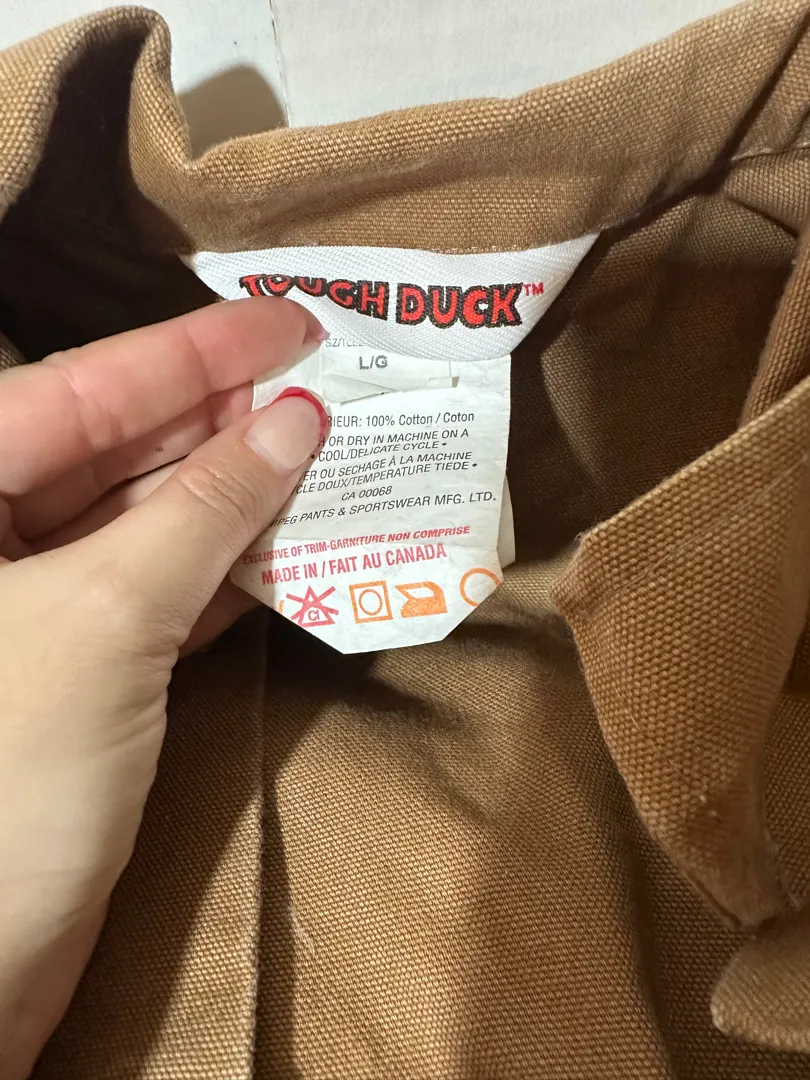 TOUGH DUCK™
L/G
RIEUR: 100% Cotton / Coton
OR DRY IN MACHINE ON A
• COOL/DELICATE CYCLE •
OU SECHAGE À LA MACHINE
CLE DOUX/TEMPERATURE TIEDE •
CA 00068
PEG PANTS & SPORTSWEAR MFG. LTD.
EXCLUSIVE OF TRIM-GARNITURE NON COMPRISE
MADE IN / FAIT AU CANADA
Cl